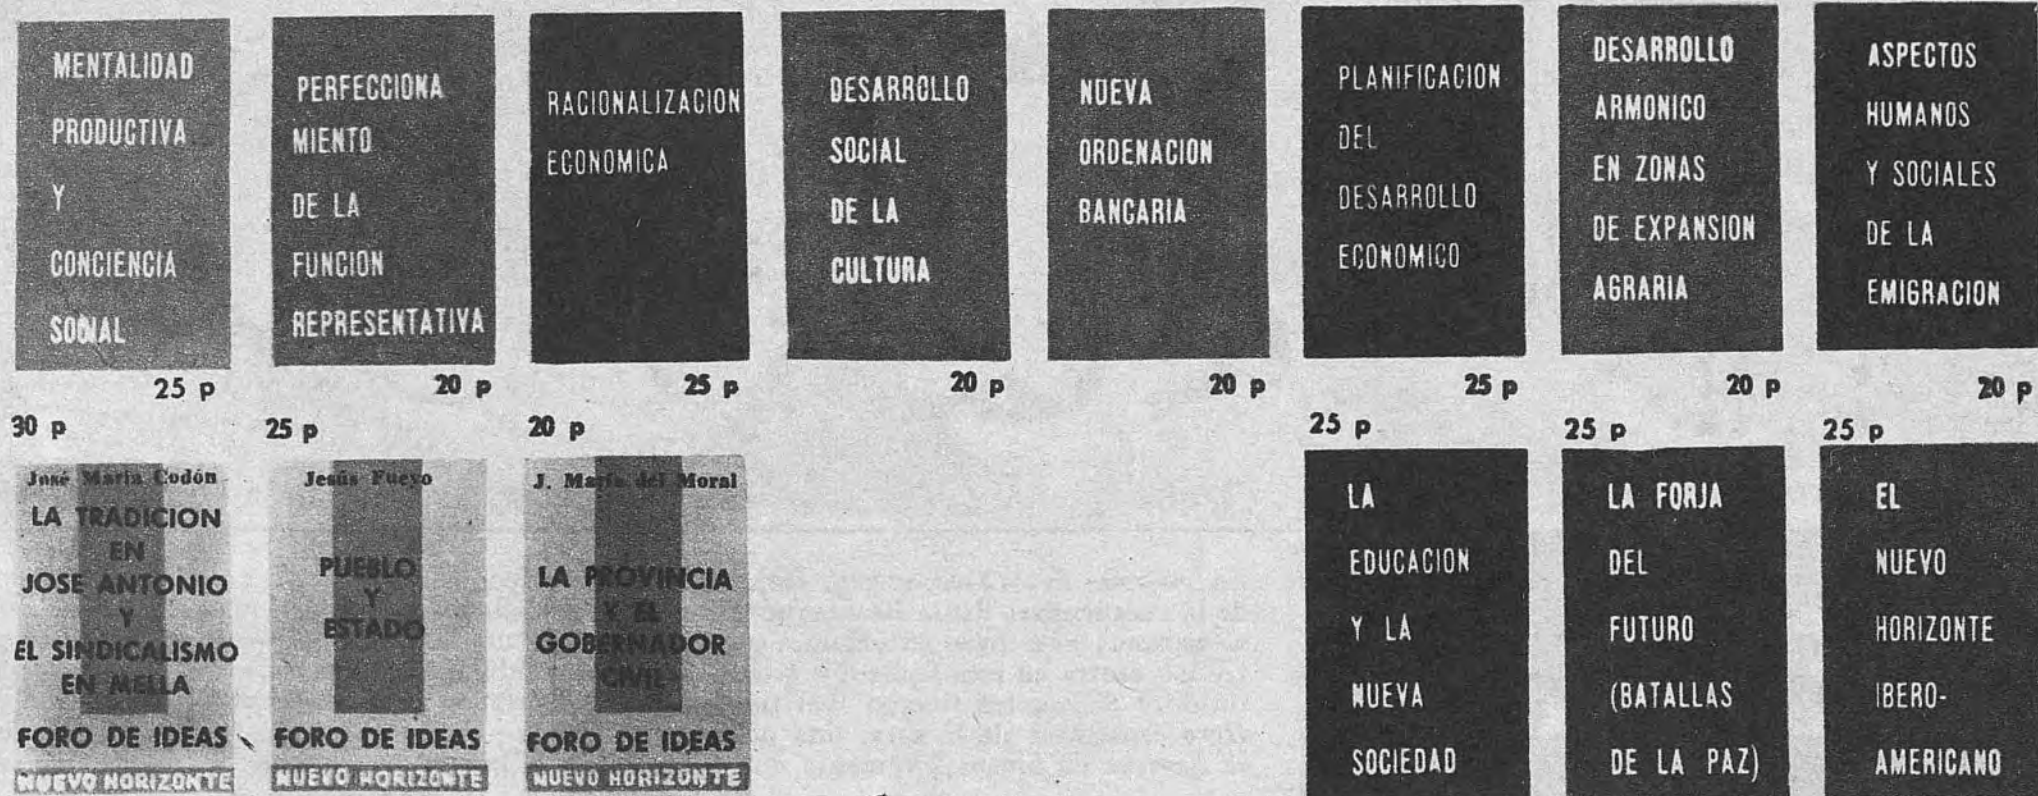 MENTALIDAD
PRODUCTIVA
Y
CONCIENCIA
SOCIAL
25 p
PERFECCIONA
MIENTO
DE LA
FUNCION
REPRESENTATIVA
20 p
RACIONALIZACION
ECONOMICA
25 p
DESARROLLO
SOCIAL
DE LA
CULTURA
20 p
NUEVA
ORDENACION
BANCARIA
20 p
PLANIFICACION
DEL
DESARROLLO
ECONOMICO
25 p
DESARROLLO
ARMONICO
EN ZONAS
DE EXPANSION
AGRARIA
20 p
ASPECTOS
HUMANOS
Y SOCIALES
DE LA
EMIGRACION
20 p
30 p
José María Codón
LA TRADICION
EN
JOSE ANTONIO
Y
EL SINDICALISMO
EN MELLA
FORO DE IDEAS
NUEVO HORIZONTE
25 p
Jesús Fueyo
PUEBLO
Y
ESTADO
FORO DE IDEAS
NUEVO HORIZONTE
20 p
J. María del Moral
LA PROVINCIA
Y EL
GOBERNADOR
CIVIL
FORO DE IDEAS
NUEVO HORIZONTE
25 p
LA
EDUCACION
Y LA
NUEVA
SOCIEDAD
25 p
LA FORJA
DEL
FUTURO
(BATALLAS
DE LA PAZ)
25 p
EL
NUEVO
HORIZONTE
IBERO-
AMERICANO